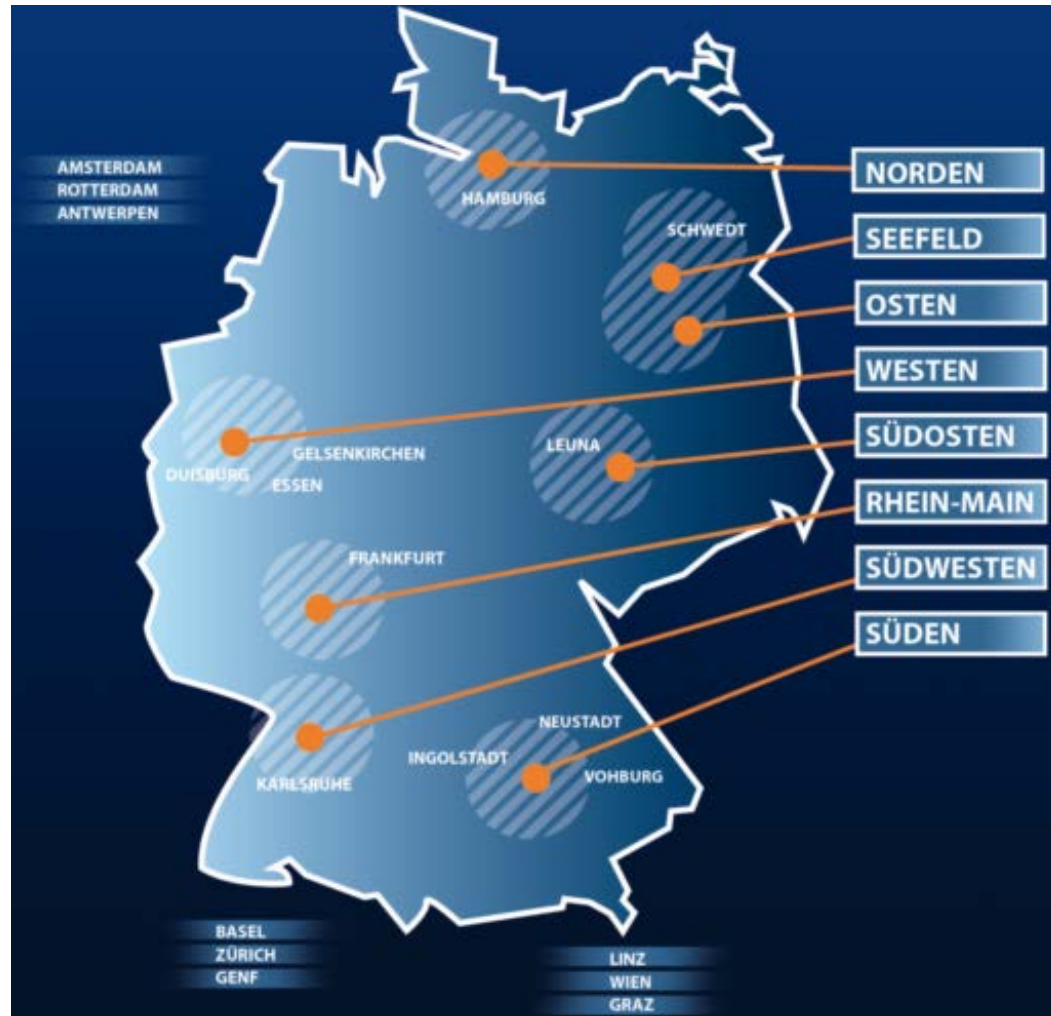 AMSTERDAM
ROTTERDAM
ANTWERPEN
HAMBURG
SCHWEDT
GELSENKIRCHEN
DUISBURG
ESSEN
LEUNA
FRANKFURT
NEUSTADT
INGOLSTADT
VOHBURG
KARLSRUHE
NORDEN
SEEFELD
OSTEN
WESTEN
SÜDOSTEN
RHEIN-MAIN
SÜDWESTEN
SÜDEN
BASEL
ZÜRICH
GENF
LINZ
WIEN
GRAZ